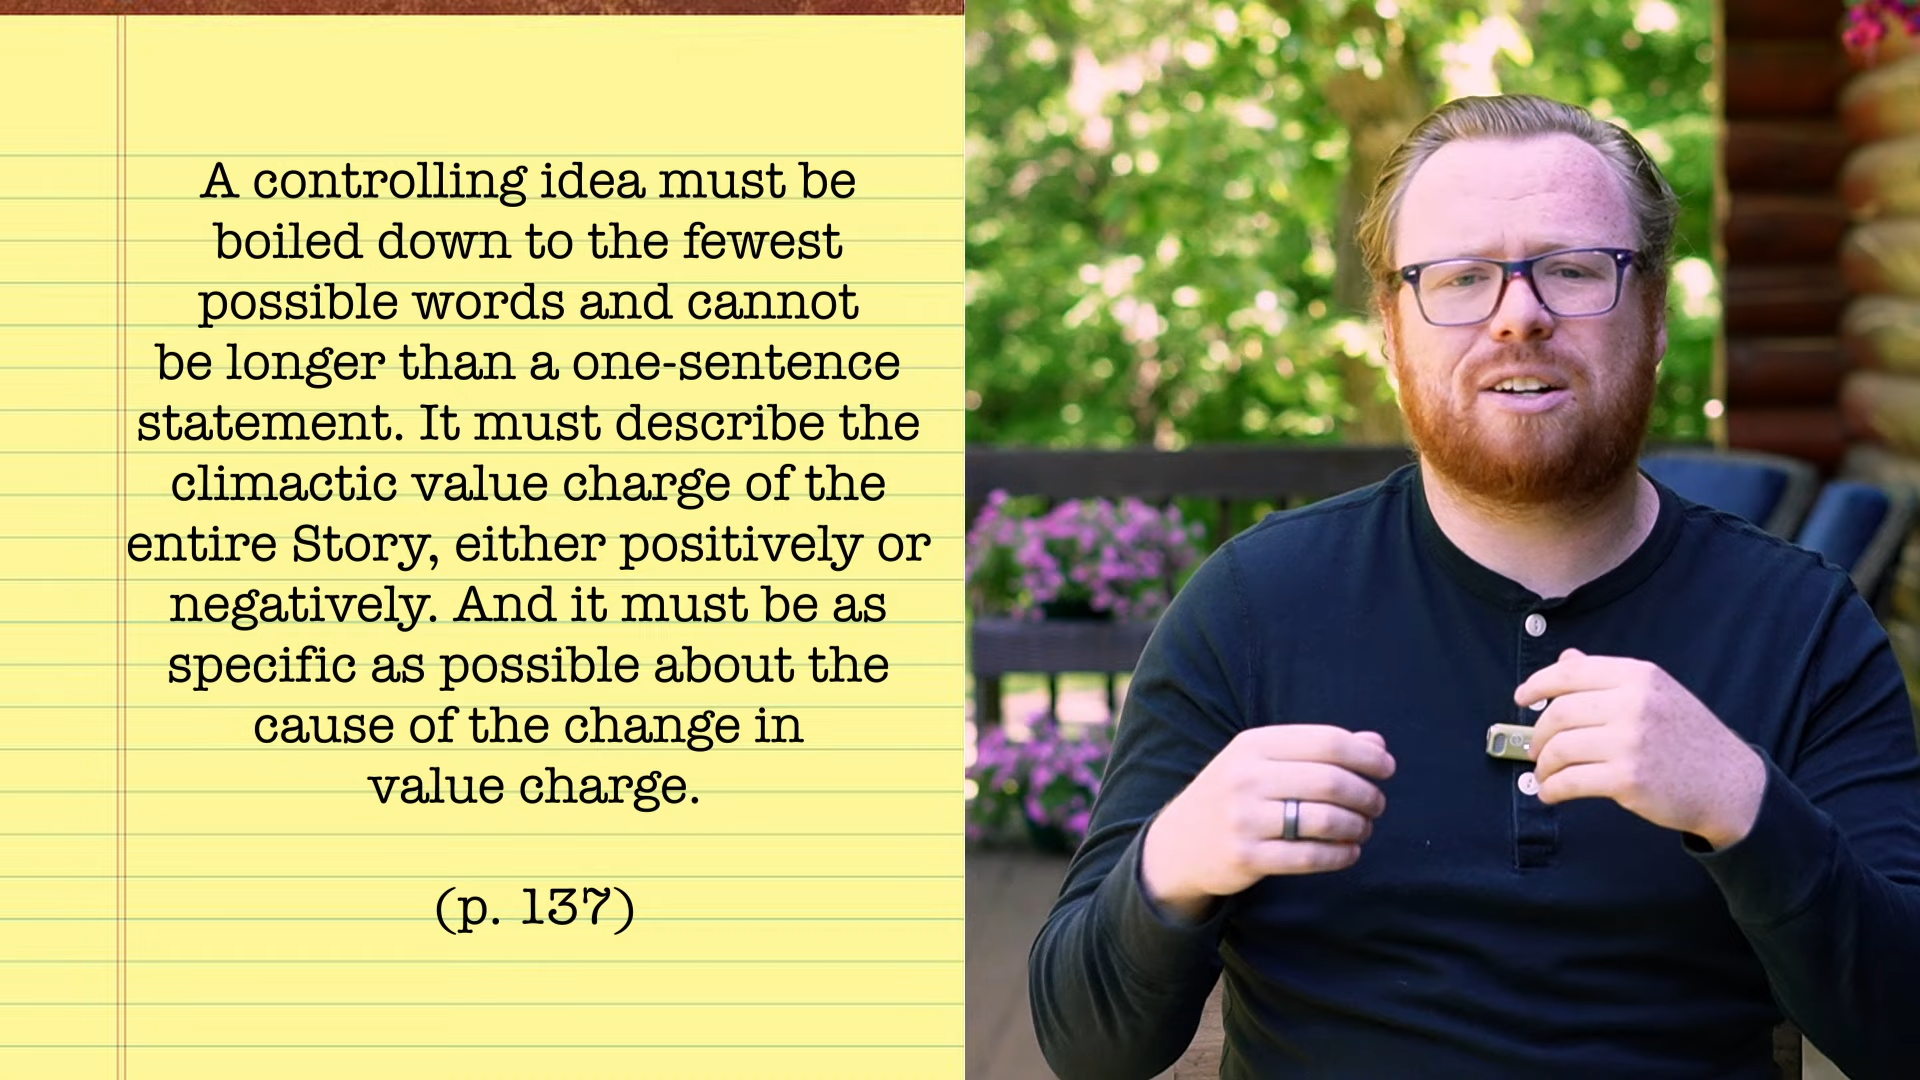 A controlling idea must be
boiled down to the fewest
possible words and cannot
be longer than a one-sentence
statement. It must describe the
climactic value charge of the
entire Story, either positively or
negatively. And it must be as
specific as possible about the
cause of the change in
value charge.
(p. 137)